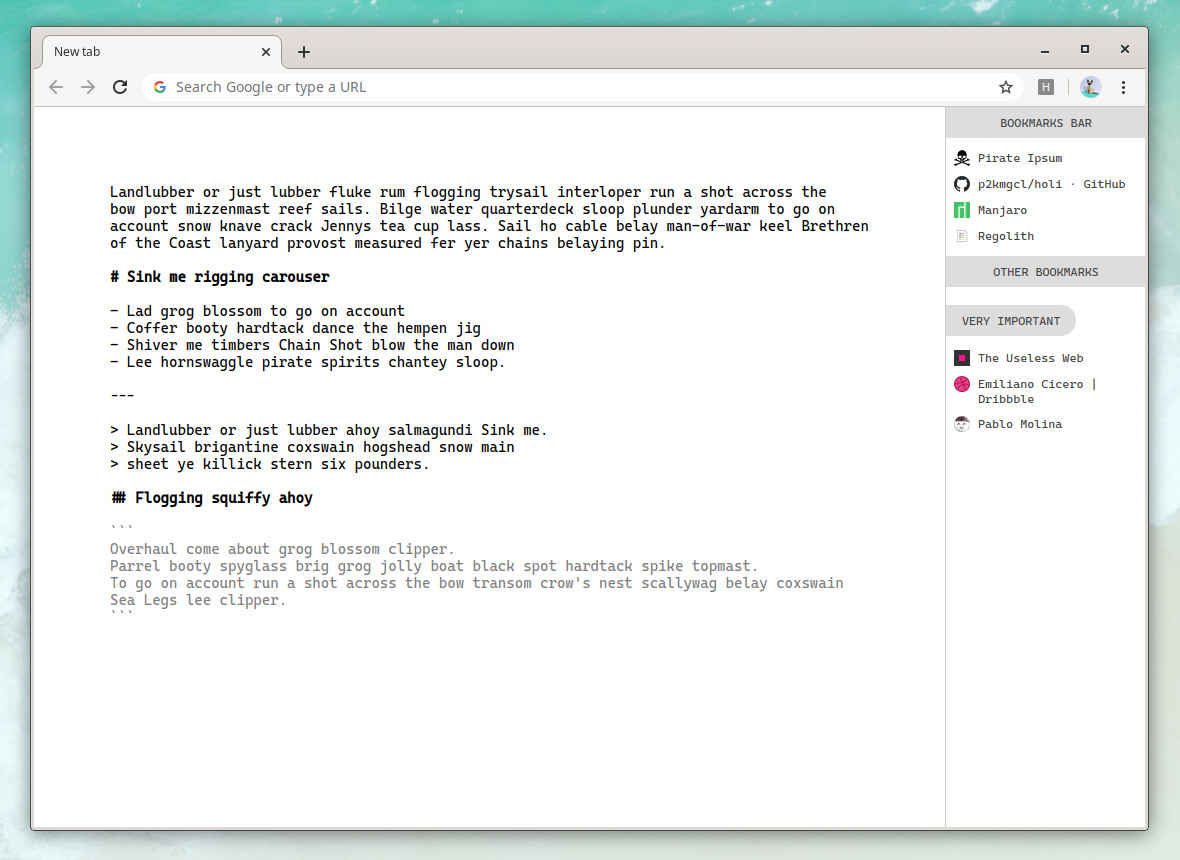 New tab
Search Google or type a URL
H
Landlubber or just lubber fluke rum flogging trysail interloper run a shot across the
bow port mizzenmast reef sails. Bilge water quarterdeck sloop plunder yardarm to go on
account snow knave crack Jennys tea cup lass. Sail ho cable belay man-of-war keel Brethren
of the Coast lanyard provost measured fer yer chains belaying pin.
# Sink me rigging carouser
- Lad grog blossom to go on account
- Coffer booty hardtack dance the hempen jig
- Shiver me timbers Chain Shot blow the man down
- Lee hornswaggle pirate spirits chantey sloop.
---
> Landlubber or just lubber ahoy salmagundi Sink me.
> Skysail brigantine coxswain hogshead snow main
> sheet ye killick stern six pounders.
## Flogging squiffy ahoy
```
Overhaul come about grog blossom clipper.
Parrel booty spyglass brig grog jolly boat black spot hardtack spike topmast.
To go on account run a shot across the bow transom crow's nest scallywag belay coxswain
Sea Legs lee clipper.
```
BOOKMARKS BAR
Pirate Ipsum
p2kmgcl/holi · GitHub
Manjaro
Regolith
OTHER BOOKMARKS
VERY IMPORTANT
The Useless Web
Emiliano Cicero |
Dribbble
Pablo Molina